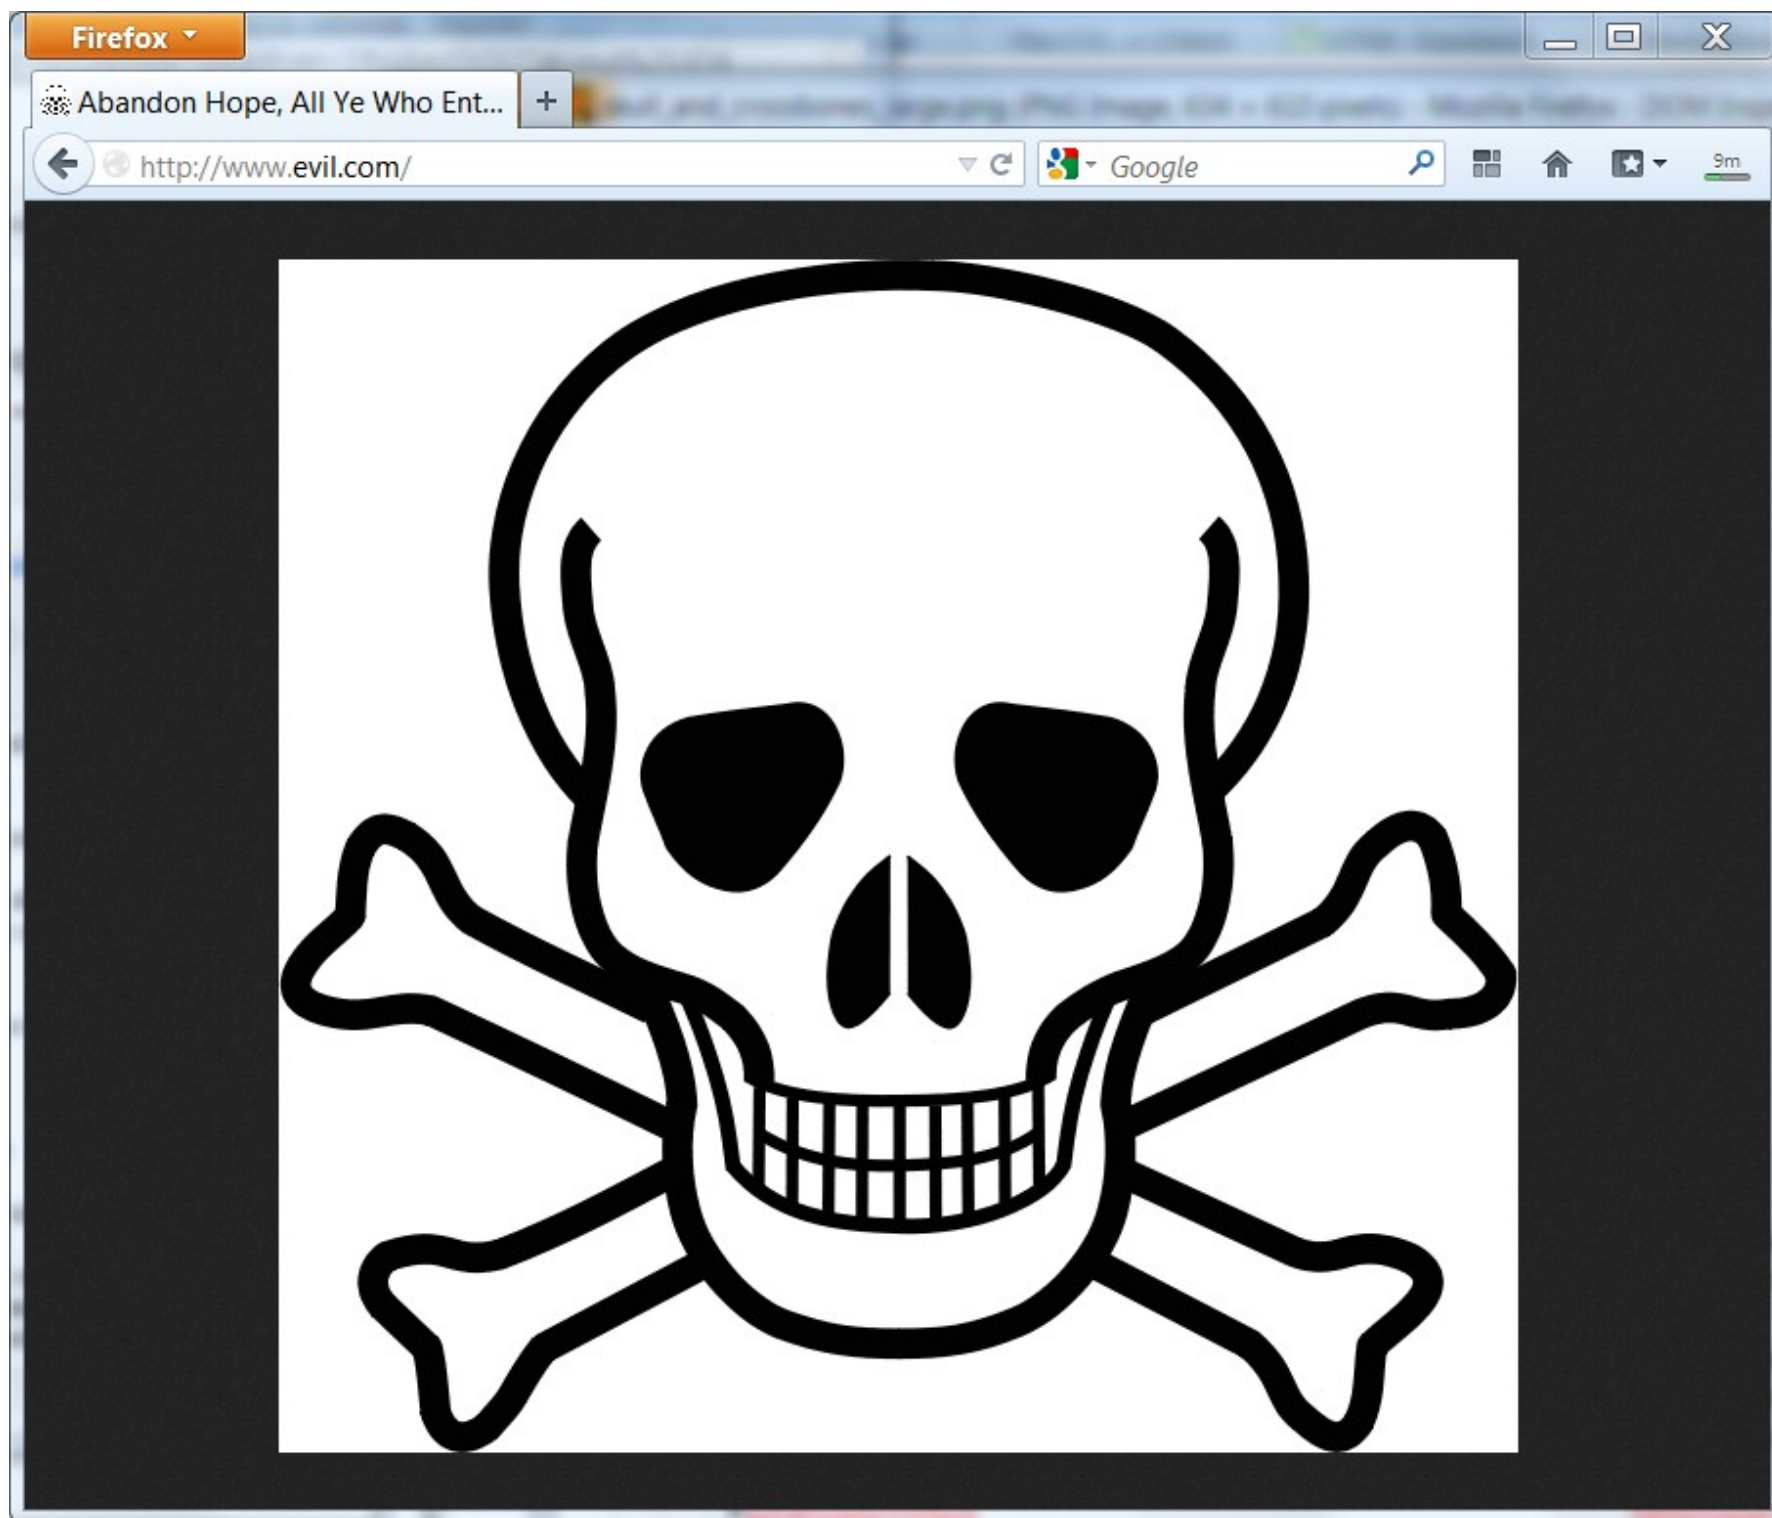 Firefox
Abandon Hope, All Ye Who Ent...
http://www.evil.com/
Google
9m